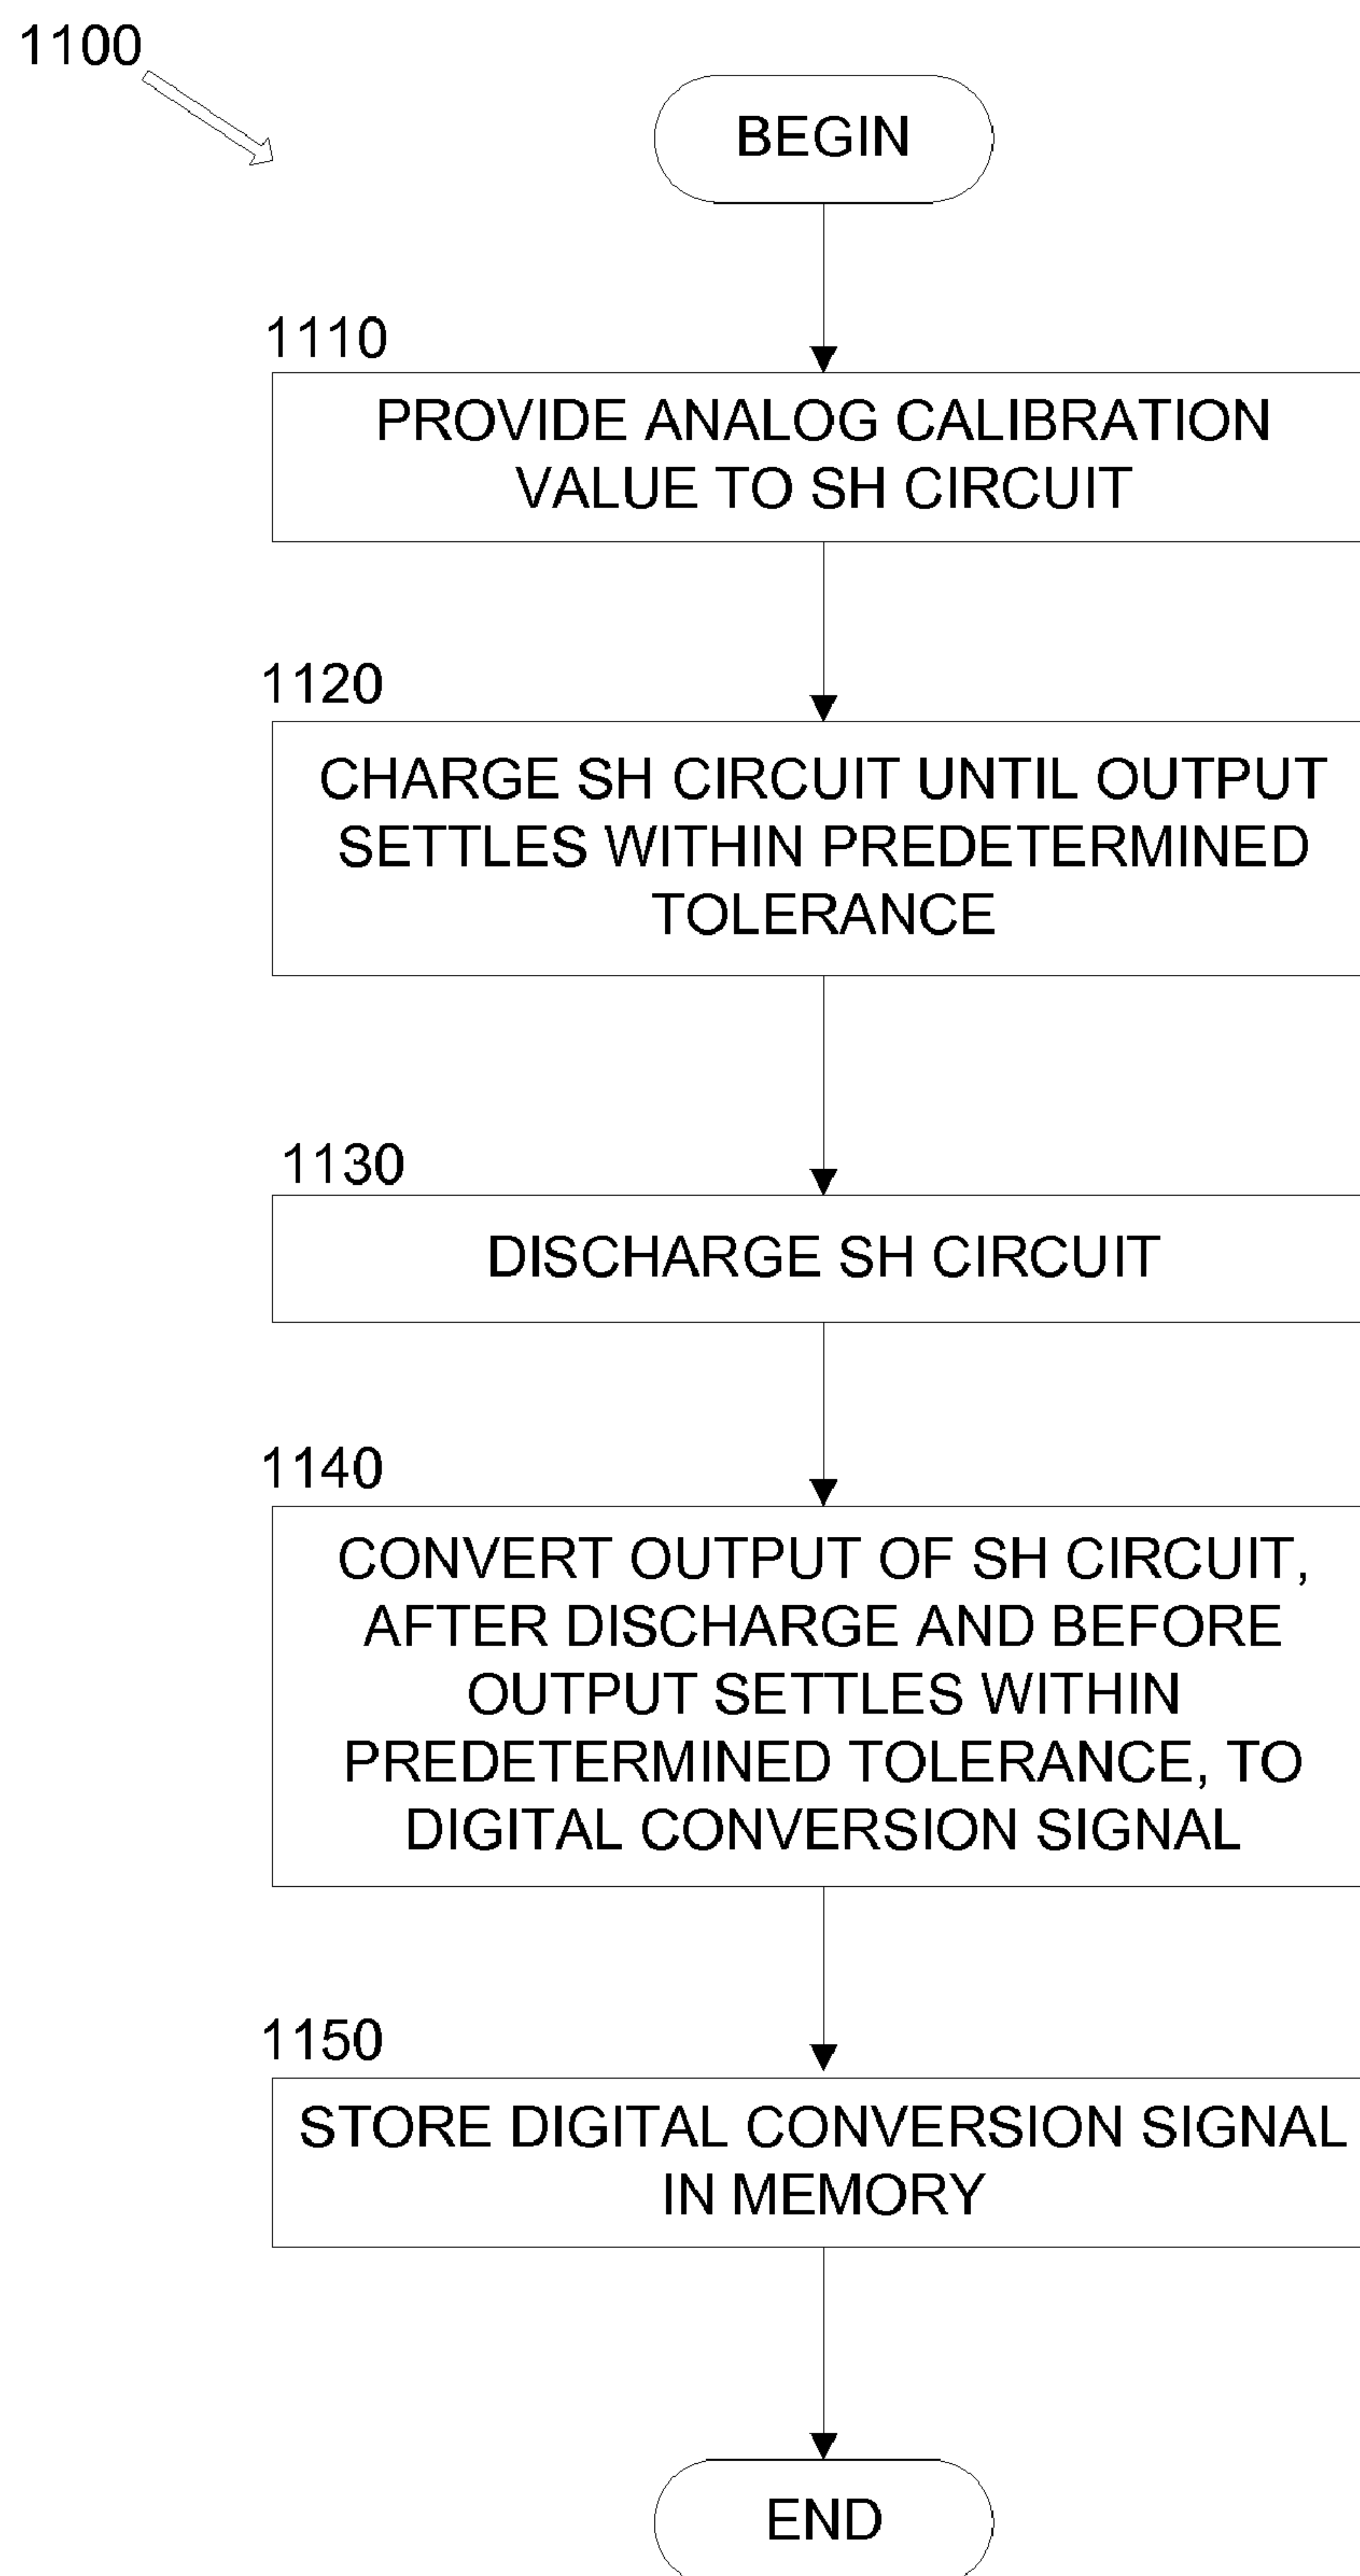 1100
BEGIN
1110
PROVIDE ANALOG CALIBRATION
VALUE TO SH CIRCUIT
1120
CHARGE SH CIRCUIT UNTIL OUTPUT
SETTLES WITHIN PREDETERMINED
TOLERANCE
1130
DISCHARGE SH CIRCUIT
1140
CONVERT OUTPUT OF SH CIRCUIT,
AFTER DISCHARGE AND BEFORE
OUTPUT SETTLES WITHIN
PREDETERMINED TOLERANCE, TO
DIGITAL CONVERSION SIGNAL
1150
STORE DIGITAL CONVERSION SIGNAL
IN MEMORY
END